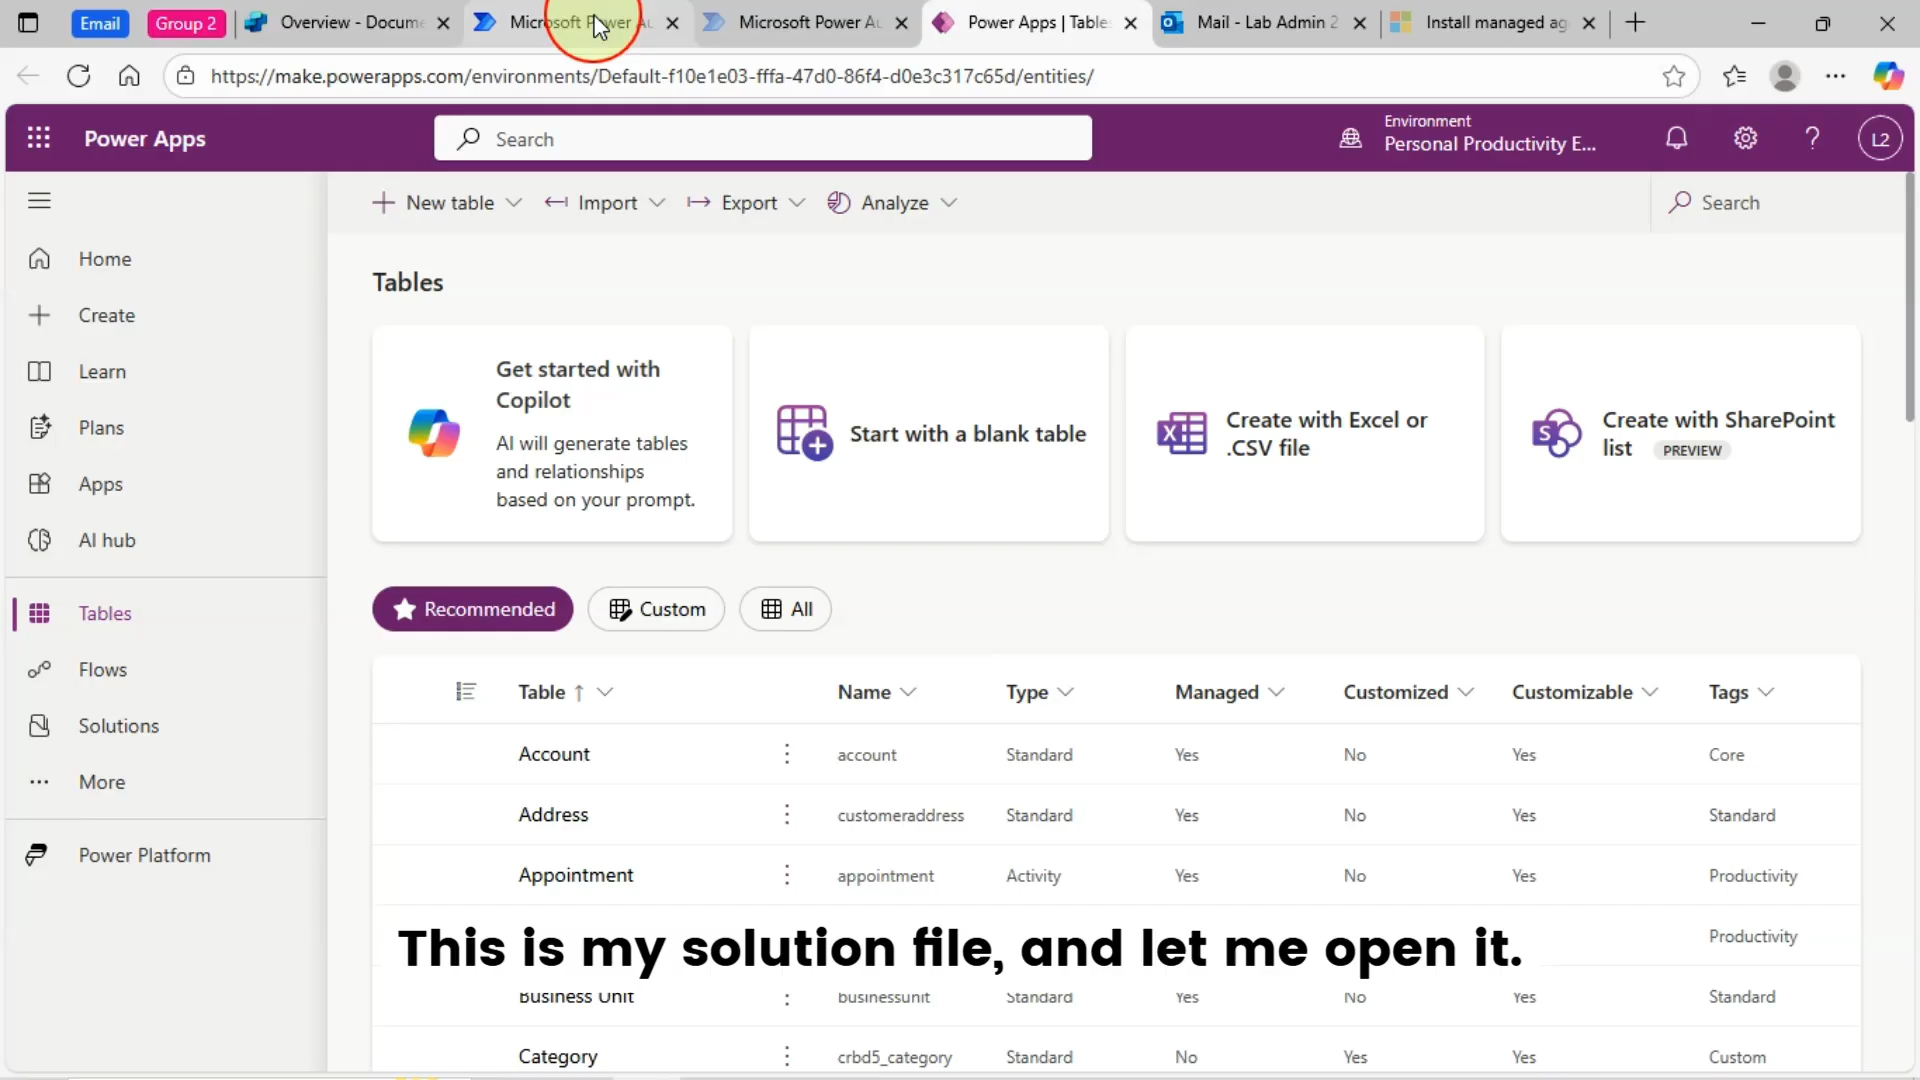 Email
Group 2
Overview - Docume
Microsoft Power Au
Microsoft Power Au
Power Apps | Tables
Mail - Lab Admin 2
Install managed ag
https://make.powerapps.com/environments/Default-f10e1e03-fffa-47d0-86f4-d0e3c317c65d/entities/
Power Apps
Search
Environment
Personal Productivity E...
L2
New table
Import
Export
Analyze
Search
Home
Create
Learn
Plans
Apps
AI hub
Tables
Flows
Solutions
More
Power Platform
Tables
Get started with
Copilot
AI will generate tables
and relationships
based on your prompt.
Start with a blank table
Create with Excel or
.CSV file
Create with SharePoint
list PREVIEW
Recommended
Custom
All
Table ↑ Name Type Managed Customized Customizable Tags
Account account Standard Yes No Yes Core
Address customeraddress Standard Yes No Yes Standard
Appointment appointment Activity Yes No Yes Productivity
This is my solution file, and let me open it.
Productivity
Business Unit businessunit Standard Yes No Yes Standard
Category crbd5_category Standard No Yes Yes Custom